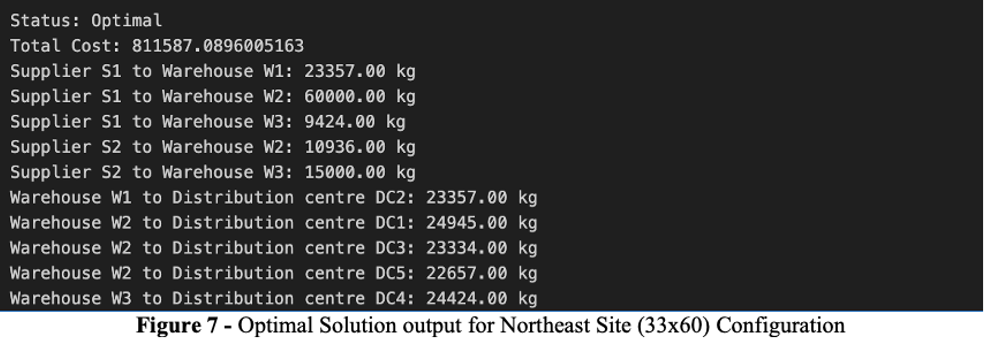 Status: Optimal
Total Cost: 811587.0896005163
Supplier S1 to Warehouse W1: 23357.00 kg
Supplier S1 to Warehouse W2: 60000.00 kg
Supplier S1 to Warehouse W3: 9424.00 kg
Supplier S2 to Warehouse W2: 10936.00 kg
Supplier S2 to Warehouse W3: 15000.00 kg
Warehouse W1 to Distribution centre DC2: 23357.00 kg
Warehouse W2 to Distribution centre DC1: 24945.00 kg
Warehouse W2 to Distribution centre DC3: 23334.00 kg
Warehouse W2 to Distribution centre DC5: 22657.00 kg
Warehouse W3 to Distribution centre DC4: 24424.00 kg
Figure 7 - Optimal Solution output for Northeast Site (33x60) Configuration